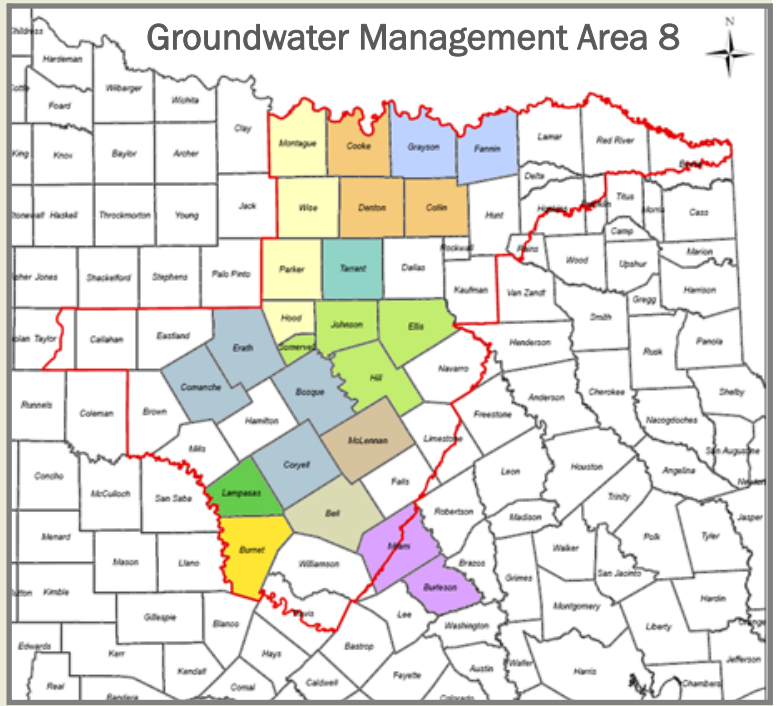 Groundwater Management Area 8
N
Hardeman
Wilbarger
Wichita
Foard
Clay
Montague
Cooke
Grayson
Fannin
Lamar
Red River
King
Knox
Baylor
Archer
Delta
Titus
Cass
Haskell
Throckmorton
Young
Jack
Wise
Denton
Collin
Hunt
Camp
Marion
Rockwall
Rains
Wood
Upshur
Harrison
Jones
Shackelford
Stephens
Palo Pinto
Parker
Tarrant
Dallas
Kaufman
Van Zandt
Gregg
Smith
Taylor
Callahan
Eastland
Erath
Hood
Johnson
Ellis
Somervell
Henderson
Rusk
Panola
Comanche
Bosque
Hill
Navarro
Runnels
Coleman
Brown
Hamilton
Anderson
Cherokee
Shelby
Freestone
Nacogdoches
Mills
McLennan
Limestone
San Augustine
Concho
McCulloch
San Saba
Lampasas
Coryell
Falls
Leon
Houston
Angelina
Trinity
Bell
Robertson
Madison
Jasper
Menard
Mason
Llano
Burnet
Williamson
Milam
Brazos
Walker
Polk
Tyler
San Jacinto
Kimble
Burleson
Grimes
Gillespie
Blanco
Travis
Lee
Washington
Montgomery
Liberty
Hardin
Edwards
Kerr
Hays
Bastrop
Austin
Waller
Harris
Jefferson
Real
Kendall
Comal
Caldwell
Fayette
Chambers
Bandera
Colorado